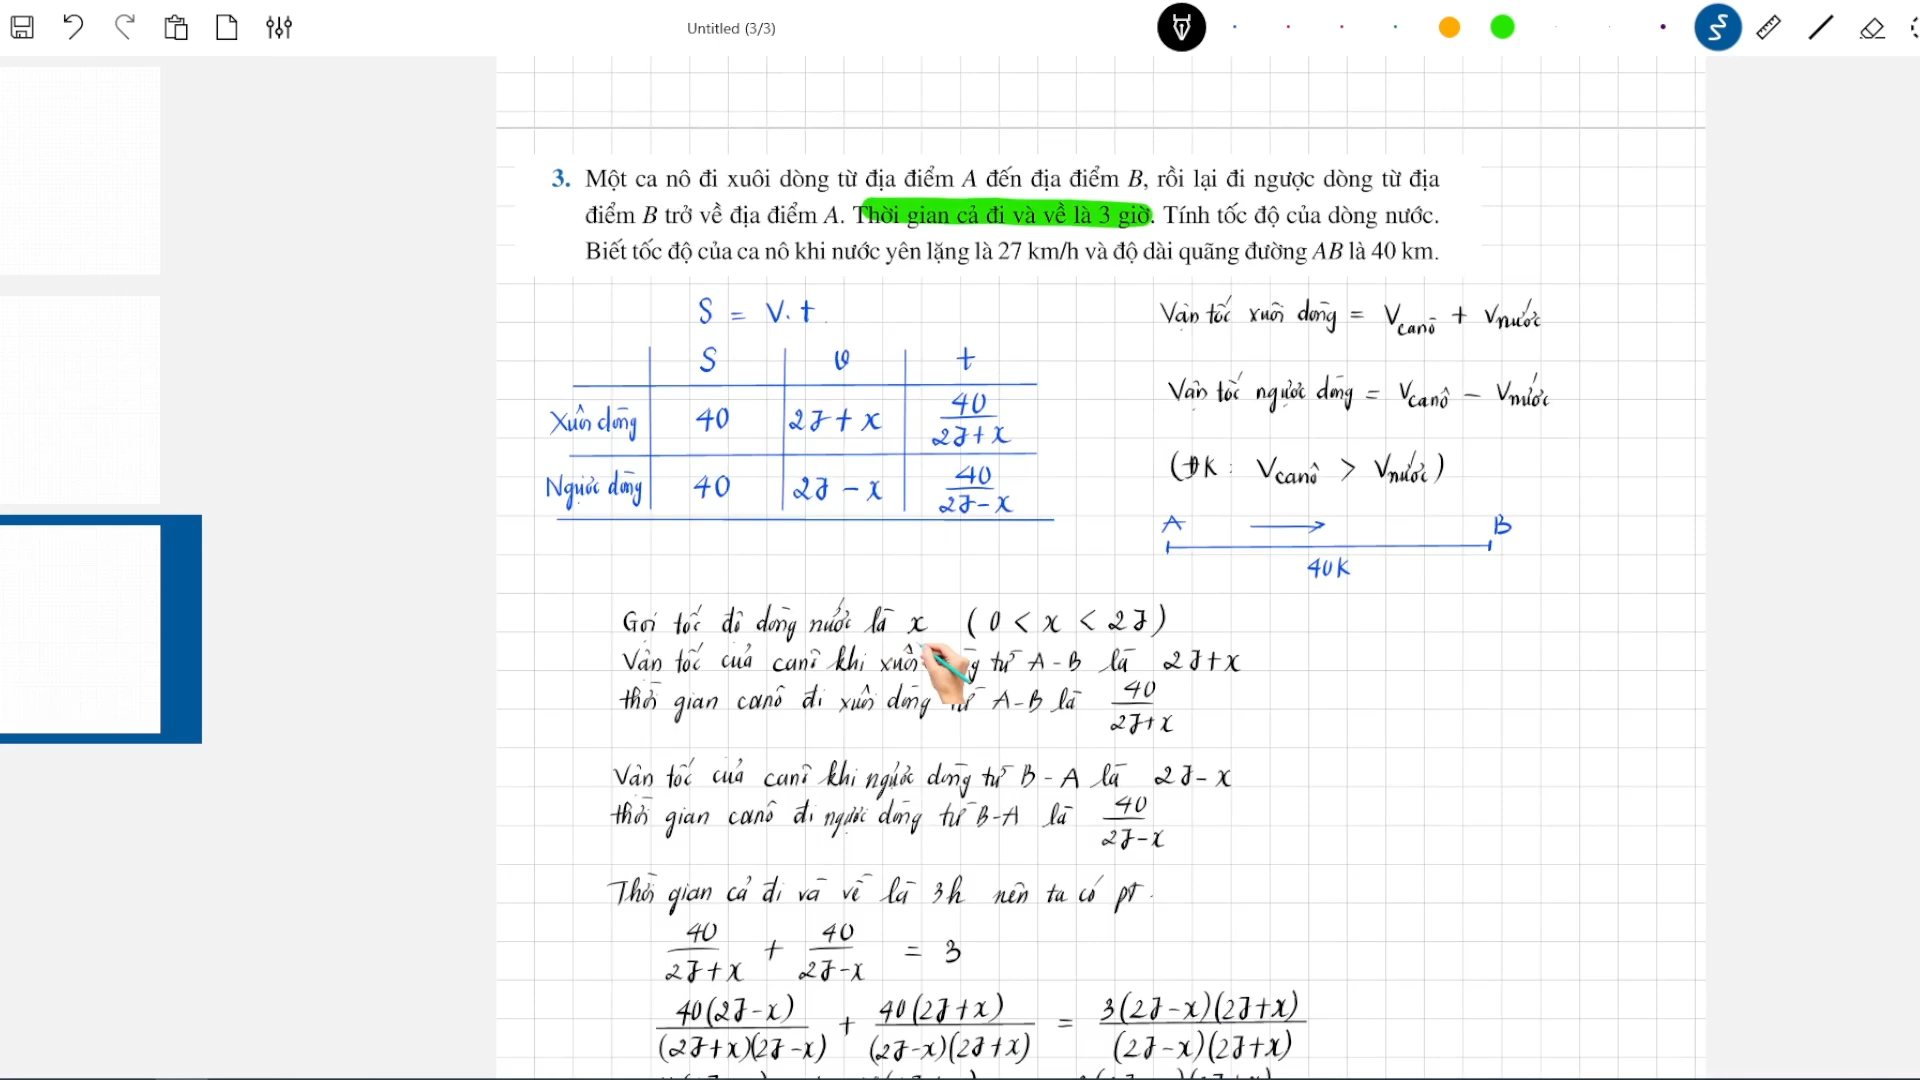 Untitled (3/3)
3. Một ca nô đi xuôi dòng từ địa điểm A đến địa điểm B, rồi lại đi ngược dòng từ địa
điểm B trở về địa điểm A. Thời gian cả đi và về là 3 giờ. Tính tốc độ của dòng nước.
Biết tốc độ của ca nô khi nước yên lặng là 27 km/h và độ dài quãng đường AB là 40 km.
S = V.t
S v t
Xuôi dòng 40 27+x 40/(27+x)
Ngược dòng 40 27-x 40/(27-x)
Vận tốc xuôi dòng = Vcanô + Vnước
Vận tốc ngược dòng = Vcanô - Vnước
(ĐK: Vcanô > Vnước)
A B
40K
Gọi tốc độ dòng nước là x (0 < x < 27)
Vận tốc của canô khi xuôi từ A-B là 27+x
thời gian canô đi xuôi dòng từ A-B là 40/(27+x)
Vận tốc của canô khi ngược dòng từ B-A là 27-x
thời gian canô đi ngược dòng từ B-A là 40/(27-x)
Thời gian cả đi và về là 3h nên ta có pt.
40/(27+x) + 40/(27-x) = 3
40(27-x)/((27+x)(27-x)) + 40(27+x)/((27-x)(27+x)) = 3(27-x)(27+x)/((27-x)(27+x))